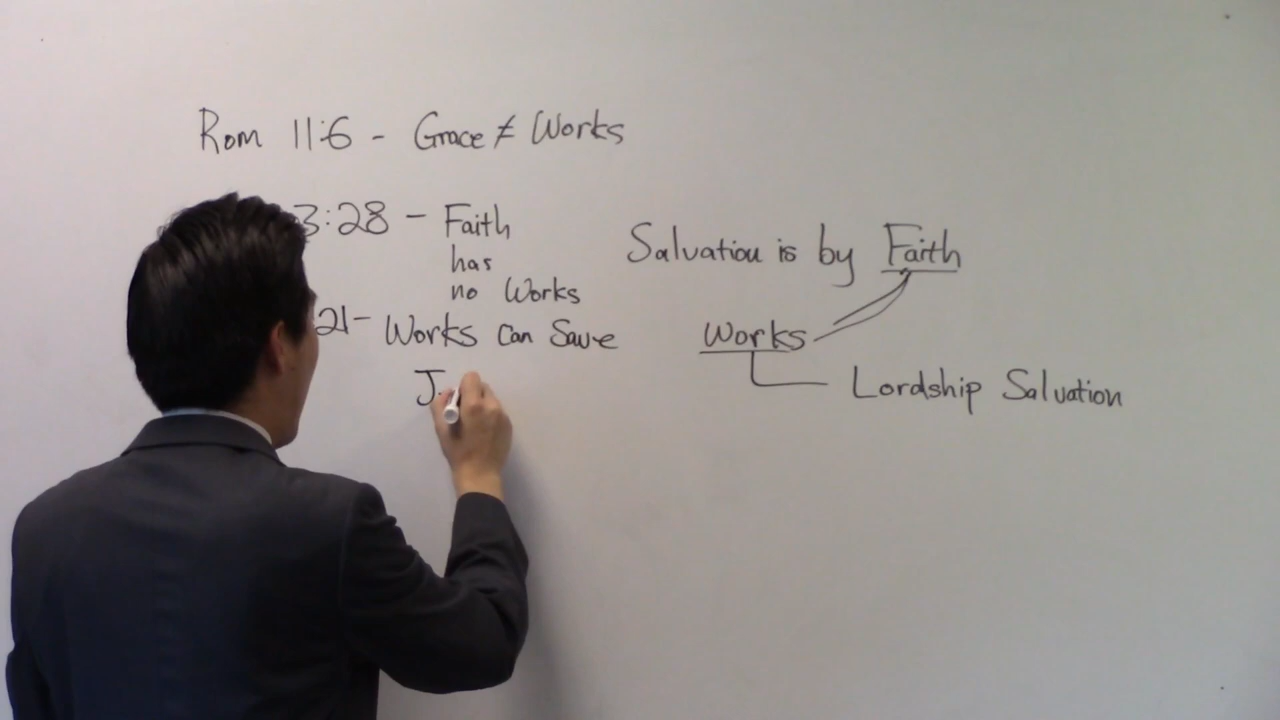 Rom 11:6 - Grace ≠ Works
3:28 - Faith
has
no Works
21- Works Can Save
J
Salvation is by Faith
Works
Lordship Salvation